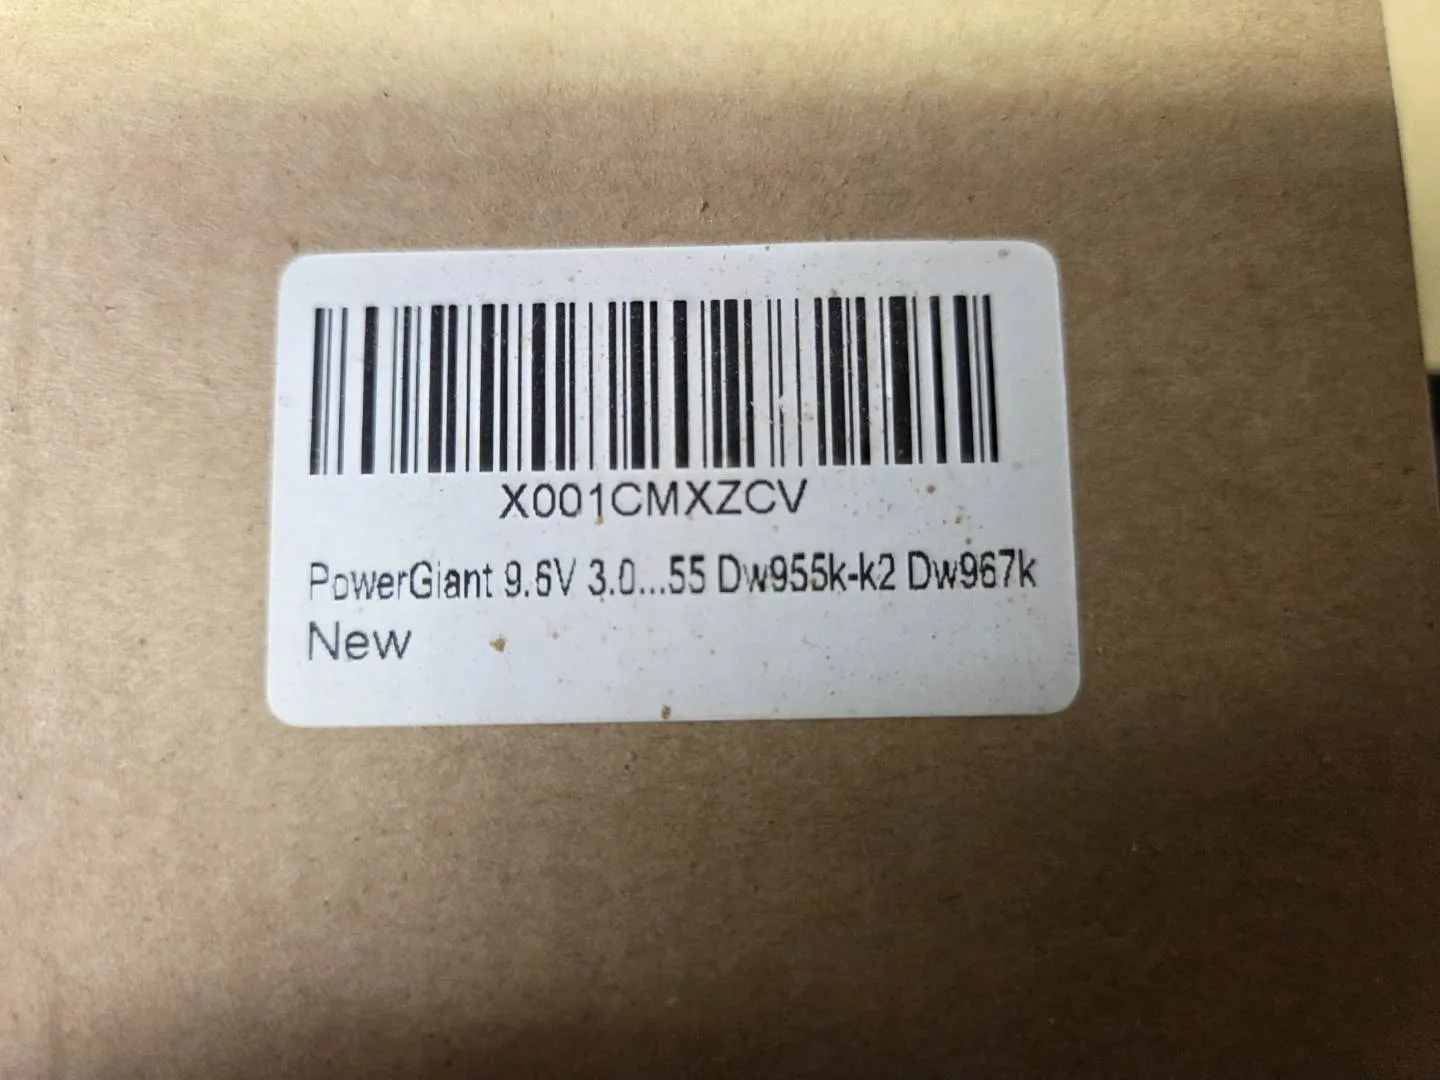 X001CMXZCV
PowerGiant 9.6V 3.0...55 Dw955k-k2 Dw967k
New